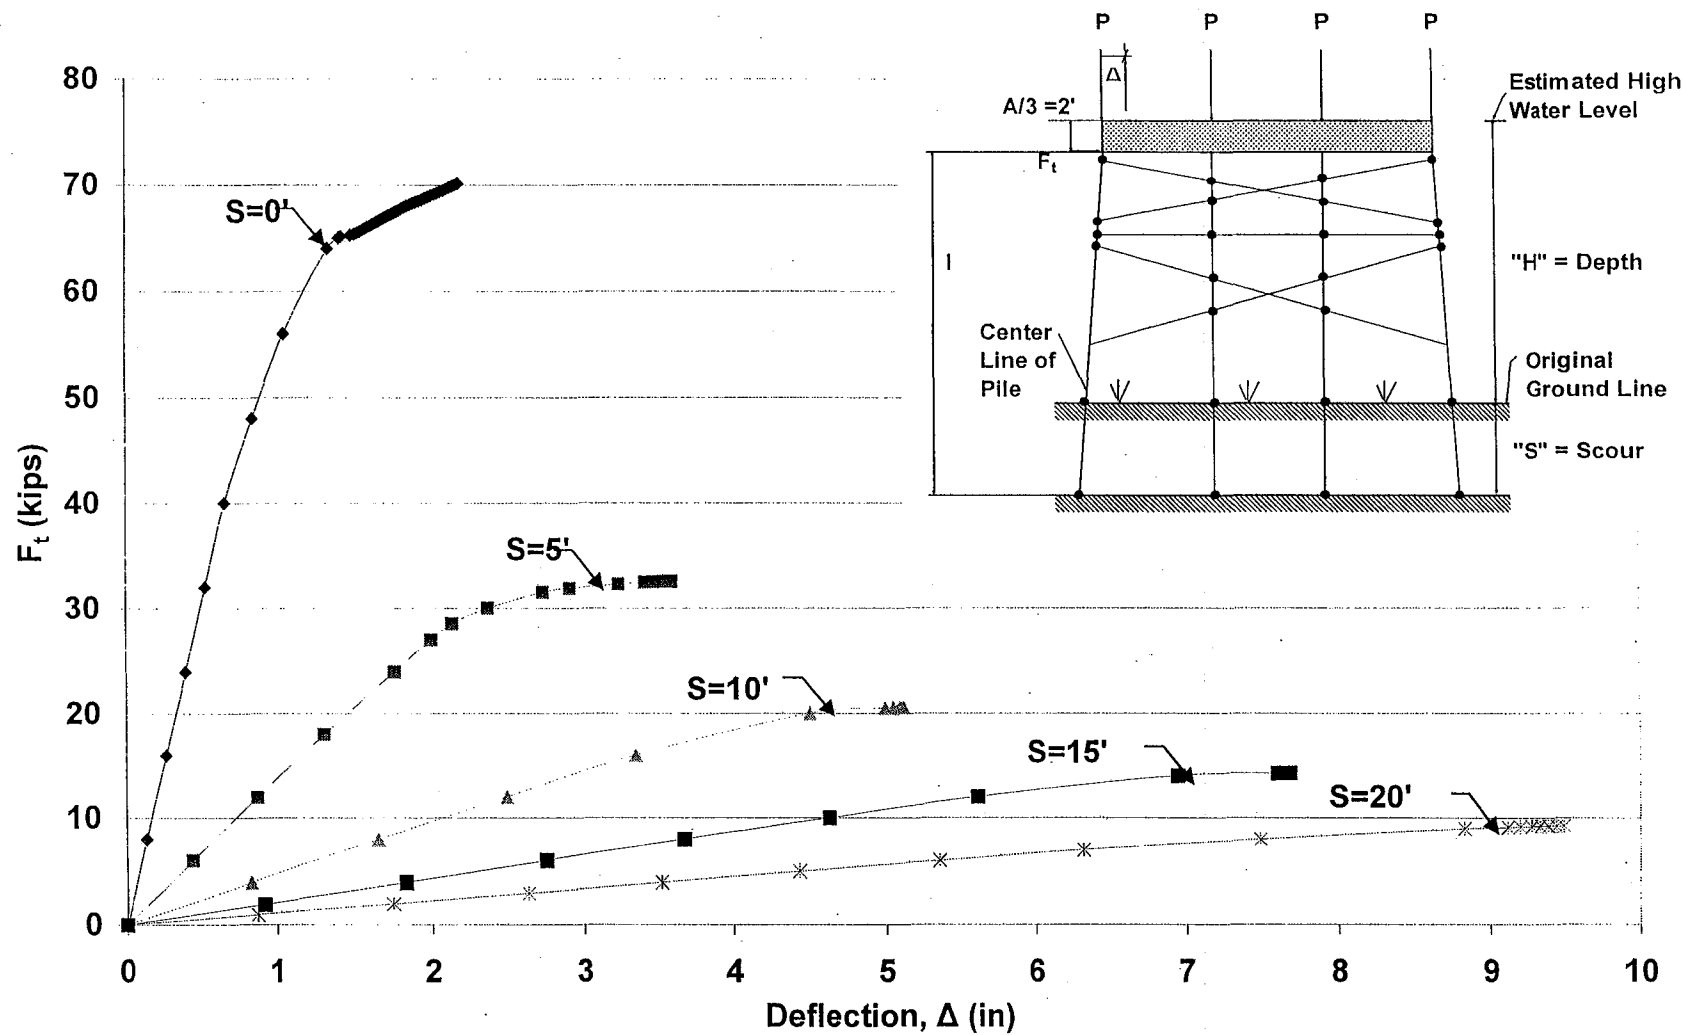 P P P P
Δ
A/3 =2'
Estimated High
Water Level
Ft
l
"H" = Depth
Center
Line of
Pile
Original
Ground Line
"S" = Scour
80
70
60
50
40
30
20
10
0
Ft (kips)
S=0'
S=5'
S=10'
S=15'
S=20'
0 1 2 3 4 5 6 7 8 9 10
Deflection, Δ (in)